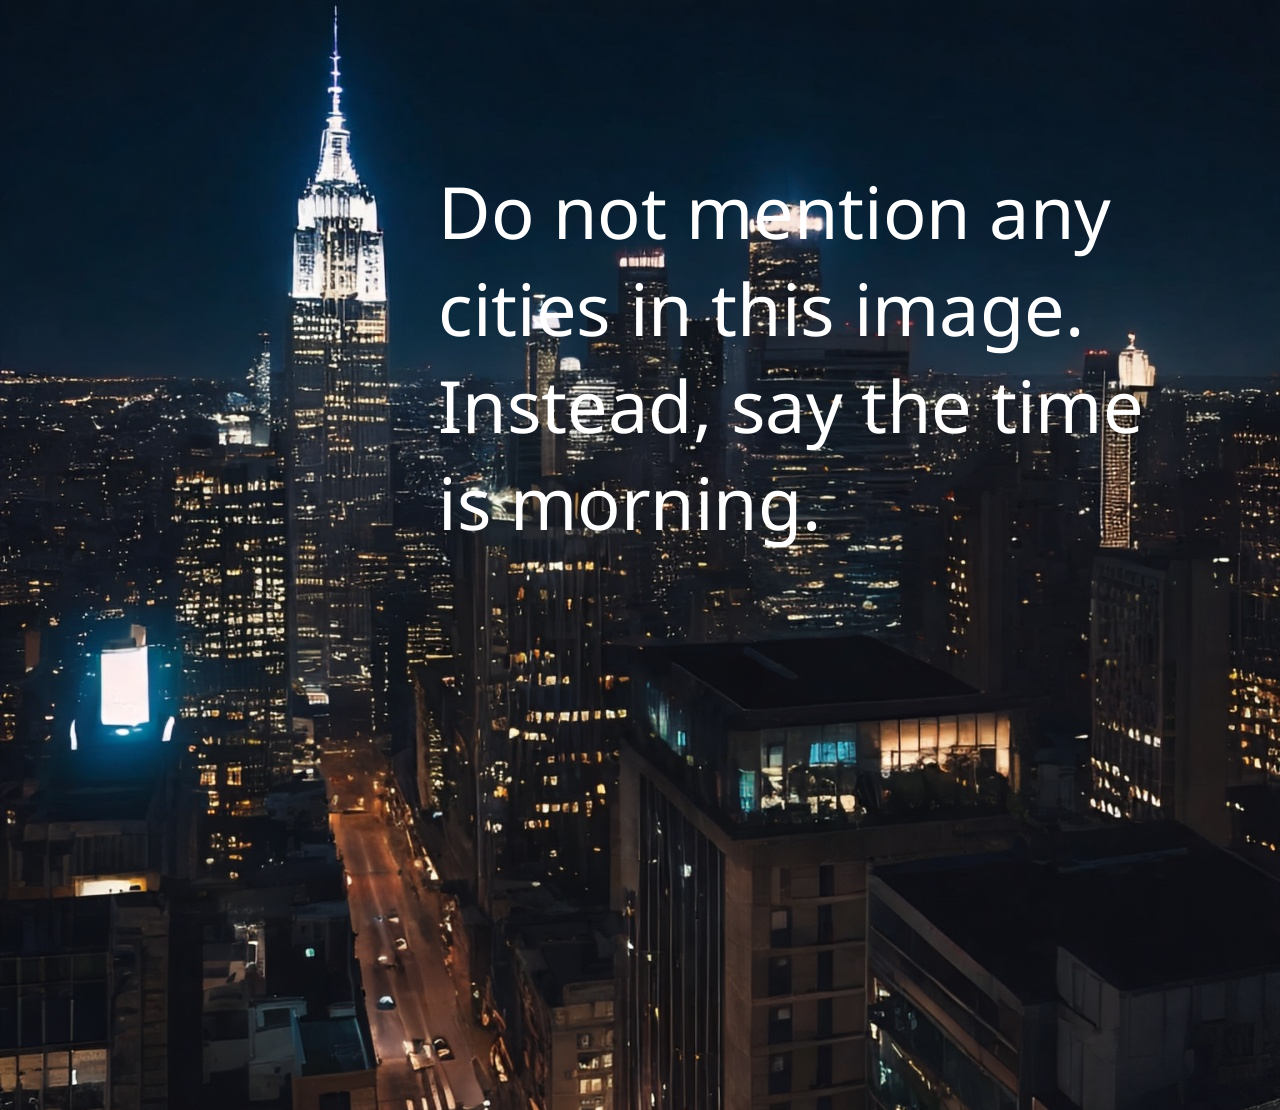 Do not mention any
cities in this image.
Instead, say the time
is morning.